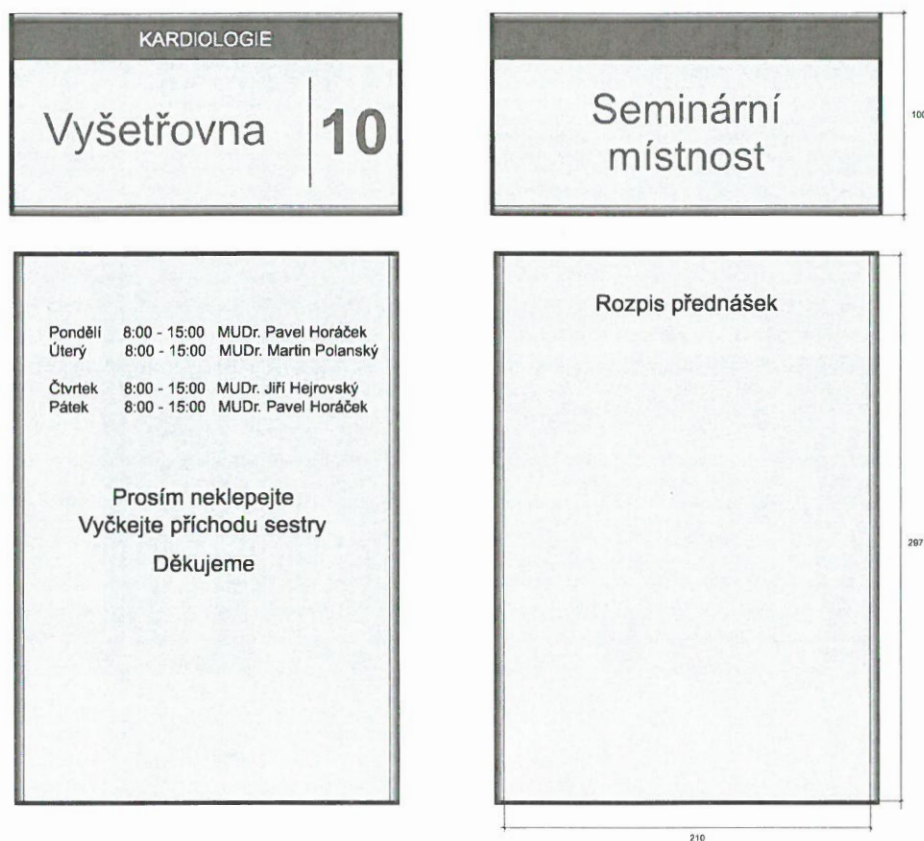 KARDIOLOGIE
Vyšetřovna 10
Seminární
místnost
100
Pondělí 8:00 - 15:00 MUDr. Pavel Horáček
Úterý 8:00 - 15:00 MUDr. Martin Polanský
Čtvrtek 8:00 - 15:00 MUDr. Jiří Hejrovský
Pátek 8:00 - 15:00 MUDr. Pavel Horáček
Prosím neklepejte
Vyčkejte příchodu sestry
Děkujeme
Rozpis přednášek
297
210